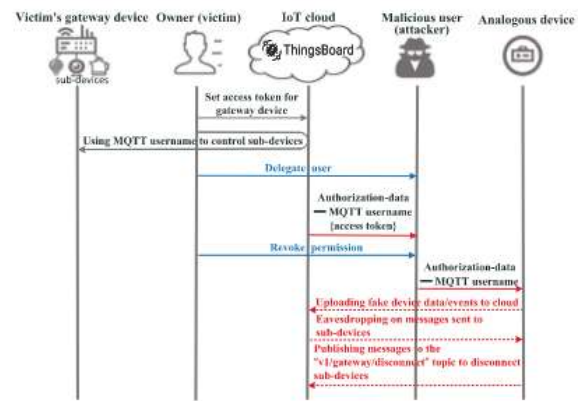 Victim's gateway device
Owner (victim)
IoT cloud
Malicious user
(attacker)
Analogous device
ThingsBoard
sub-devices
Set access token for
gateway device
Using MQTT username to control sub-devices
Delegate user
Authorization-data
— MQTT username
{access token}
Revoke permission
Authorization-data
— MQTT username
Uploading fake device data/events to cloud
Eavesdropping on messages sent to
sub-devices
Publishing messages to the
"v1/gateway/disconnect" topic to disconnect
sub-devices